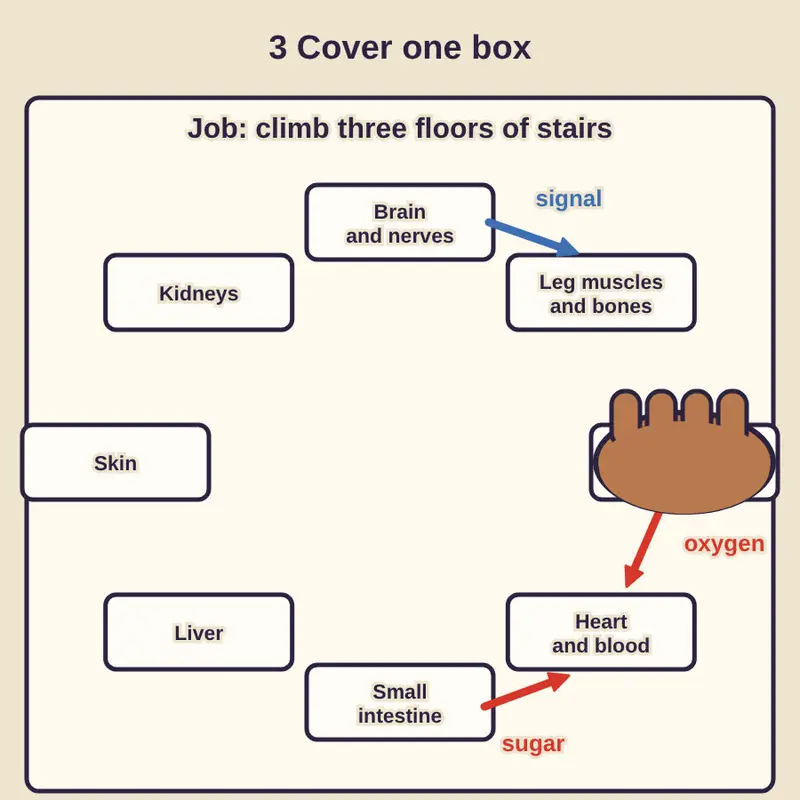 3 Cover one box
Job: climb three floors of stairs
Brain
and nerves
signal
Kidneys
Leg muscles
and bones
Skin
oxygen
Liver
Heart
and blood
Small
intestine
sugar